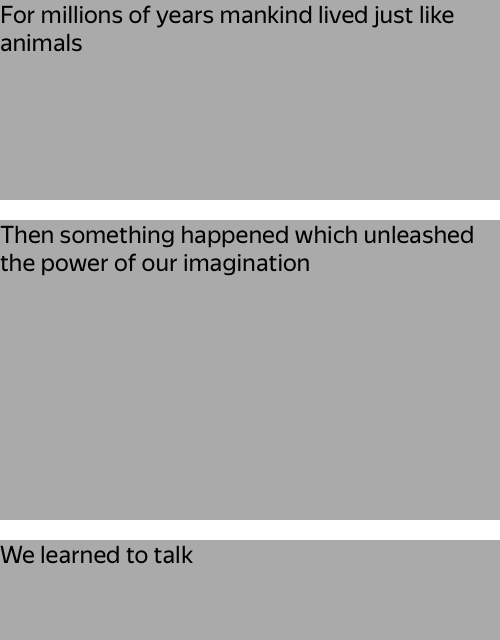 For millions of years mankind lived just like
animals
Then something happened which unleashed
the power of our imagination
We learned to talk